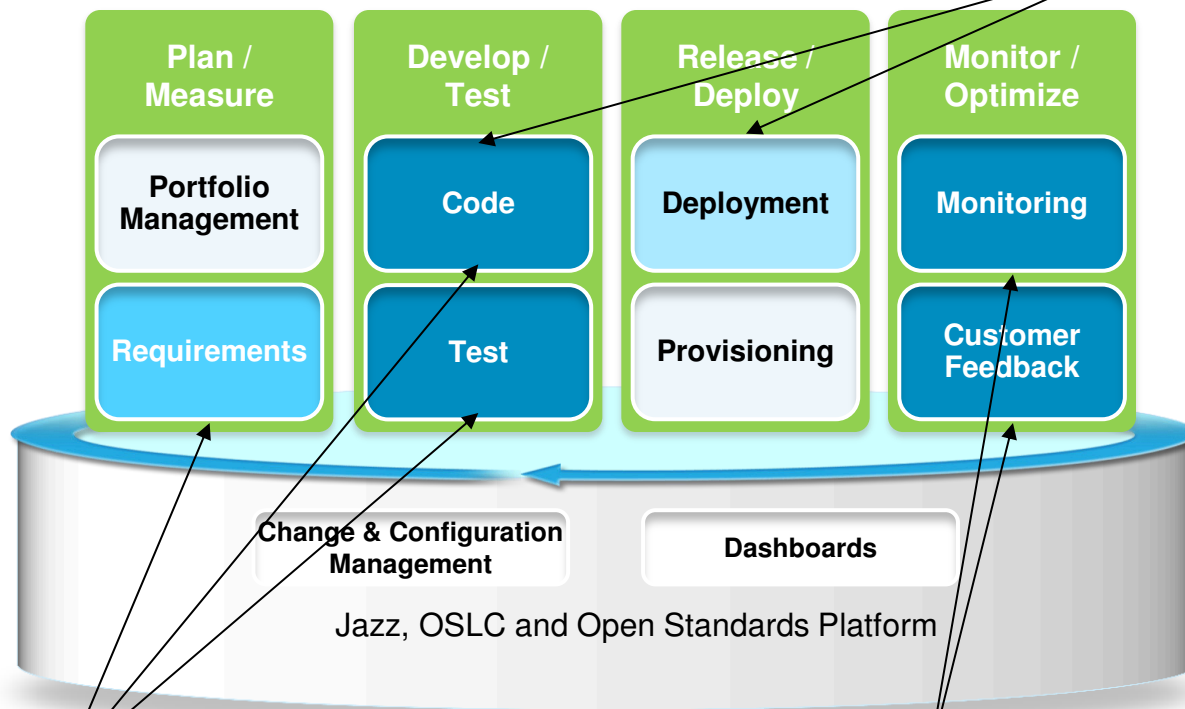 Plan /
Measure
Develop /
Test
Release /
Deploy
Monitor /
Optimize
Portfolio
Management
Code
Deployment
Monitoring
Requirements
Test
Provisioning
Customer
Feedback
Change & Configuration
Management
Dashboards
Jazz, OSLC and Open Standards Platform